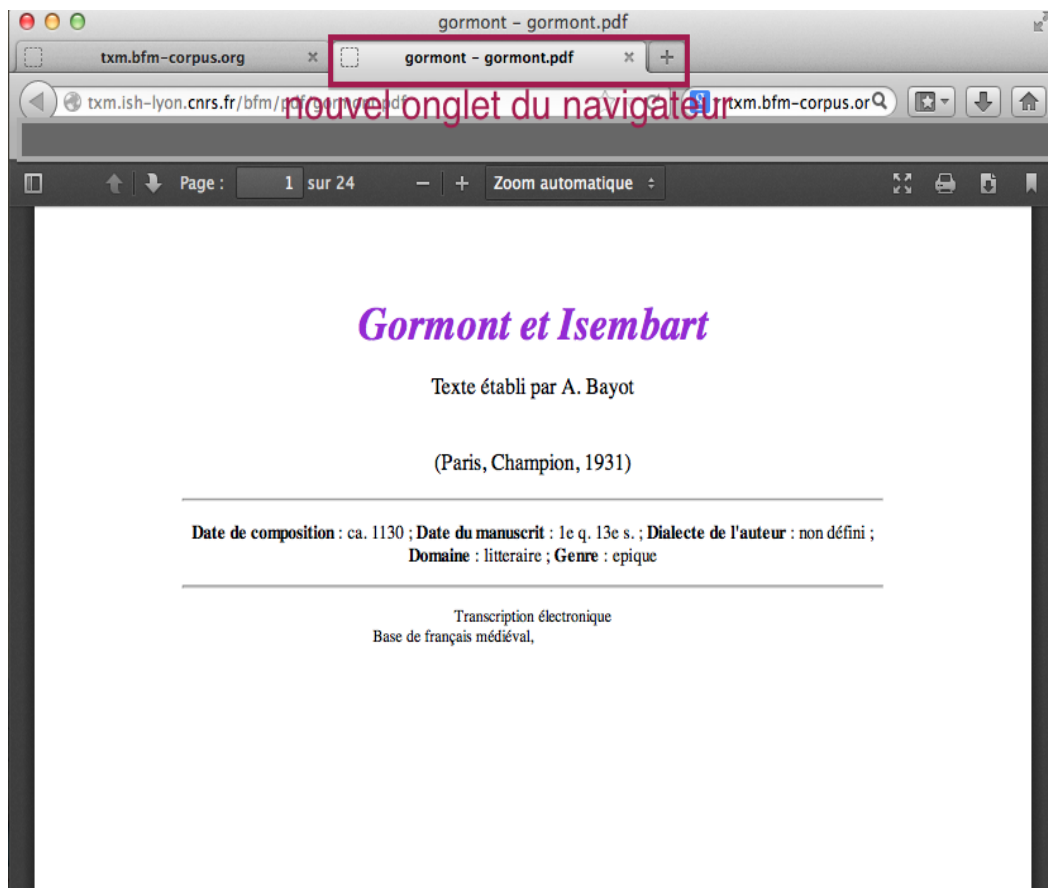 gormont – gormont.pdf
txm.bfm-corpus.org × gormont – gormont.pdf × +
txm.ish-lyon.cnrs.fr/bfm/pdf/gormont.pdf txm.bfm-corpus.or
nouvel onglet du navigateur
Page : 1 sur 24 − + Zoom automatique
Gormont et Isembart
Texte établi par A. Bayot
(Paris, Champion, 1931)
Date de composition : ca. 1130 ; Date du manuscrit : 1e q. 13e s. ; Dialecte de l'auteur : non défini ;
Domaine : litteraire ; Genre : epique
Transcription électronique
Base de français médiéval,